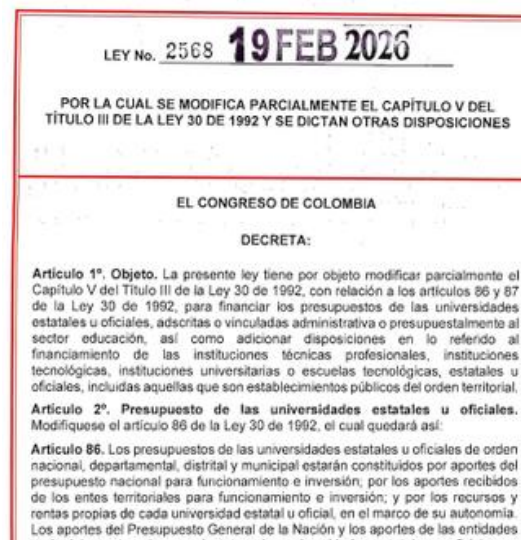 LEY No. 2568 19 FEB 2026
POR LA CUAL SE MODIFICA PARCIALMENTE EL CAPÍTULO V DEL
TÍTULO III DE LA LEY 30 DE 1992 Y SE DICTAN OTRAS DISPOSICIONES
EL CONGRESO DE COLOMBIA
DECRETA:
Artículo 1º. Objeto. La presente ley tiene por objeto modificar parcialmente el
Capítulo V del Título III de la Ley 30 de 1992, con relación a los artículos 86 y 87
de la Ley 30 de 1992, para financiar los presupuestos de las universidades
estatales u oficiales, adscritas o vinculadas administrativa o presupuestalmente al
sector educación, así como adicionar disposiciones en lo referido al
financiamiento de las instituciones técnicas profesionales, instituciones
tecnológicas, instituciones universitarias o escuelas tecnológicas, estatales u
oficiales, incluidas aquellas que son establecimientos públicos del orden territorial.
Artículo 2º. Presupuesto de las universidades estatales u oficiales.
Modifíquese el artículo 86 de la Ley 30 de 1992, el cual quedará así:
Artículo 86. Los presupuestos de las universidades estatales u oficiales de orden
nacional, departamental, distrital y municipal estarán constituidos por aportes del
presupuesto nacional para funcionamiento e inversión; por los aportes recibidos
de los entes territoriales para funcionamiento e inversión; y por los recursos y
rentas propias de cada universidad estatal u oficial, en el marco de su autonomía.
Los aportes del Presupuesto General de la Nación y los aportes de las entidades